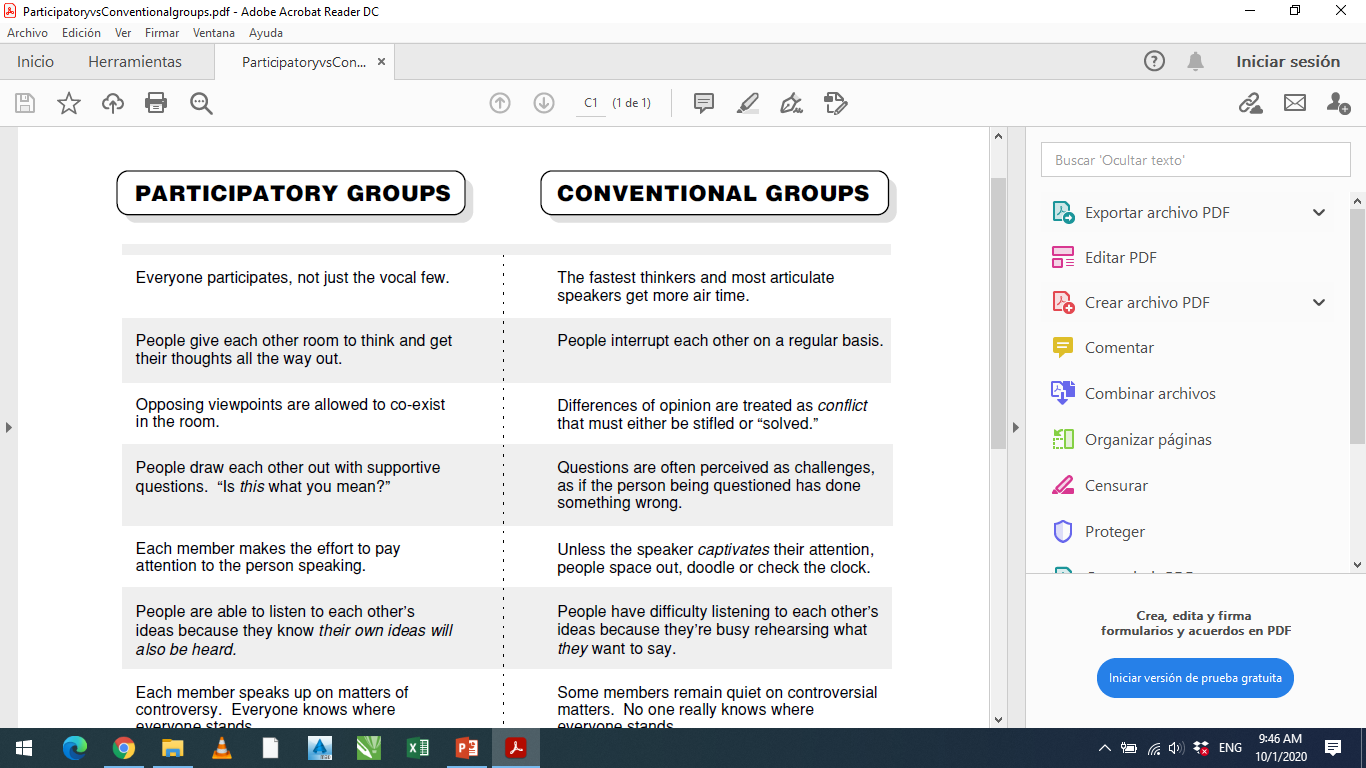 ParticipatoryvsConventionalgroups.pdf - Adobe Acrobat Reader DC
Archivo Edición Ver Firmar Ventana Ayuda
Inicio Herramientas ParticipatoryvsCon... ×
Iniciar sesión
C1 (1 de 1)
PARTICIPATORY GROUPS
CONVENTIONAL GROUPS
Everyone participates, not just the vocal few.
The fastest thinkers and most articulate
speakers get more air time.
People give each other room to think and get
their thoughts all the way out.
People interrupt each other on a regular basis.
Opposing viewpoints are allowed to co-exist
in the room.
Differences of opinion are treated as conflict
that must either be stifled or “solved.”
People draw each other out with supportive
questions. “Is this what you mean?”
Questions are often perceived as challenges,
as if the person being questioned has done
something wrong.
Each member makes the effort to pay
attention to the person speaking.
Unless the speaker captivates their attention,
people space out, doodle or check the clock.
People are able to listen to each other’s
ideas because they know their own ideas will
also be heard.
People have difficulty listening to each other’s
ideas because they’re busy rehearsing what
they want to say.
Each member speaks up on matters of
controversy. Everyone knows where
everyone stands.
Some members remain quiet on controversial
matters. No one really knows where
everyone stands.
Buscar 'Ocultar texto'
Exportar archivo PDF
Editar PDF
Crear archivo PDF
Comentar
Combinar archivos
Organizar páginas
Censurar
Proteger
Crea, edita y firma
formularios y acuerdos en PDF
Iniciar versión de prueba gratuita
ENG
9:46 AM
10/1/2020